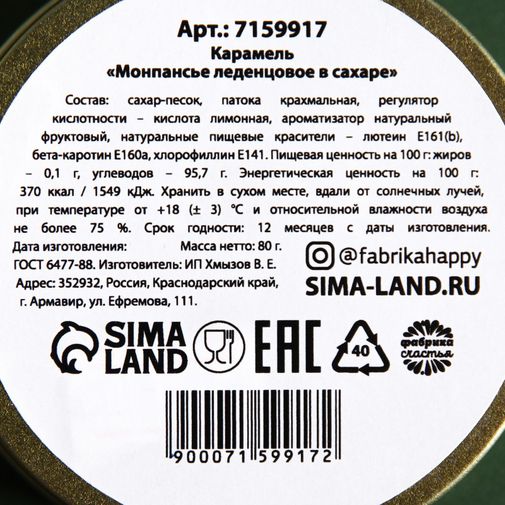 Арт.: 7159917
Карамель
«Монпансье леденцовое в сахаре»
Состав: сахар-песок, патока крахмальная, регулятор
кислотности – кислота лимонная, ароматизатор натуральный
фруктовый, натуральные пищевые красители – лютеин Е161(b),
бета-каротин Е160а, хлорофиллин Е141. Пищевая ценность на 100 г: жиров
– 0,1 г, углеводов – 95,7 г. Энергетическая ценность на 100 г:
370 ккал / 1549 кДж. Хранить в сухом месте, вдали от солнечных лучей,
при температуре от +18 (± 3) °С и относительной влажности воздуха
не более 75 %. Срок годности: 12 месяцев с даты изготовления.
Дата изготовления: Масса нетто: 80 г.
ГОСТ 6477-88. Изготовитель: ИП Хмызов В. Е.
Адрес: 352932, Россия, Краснодарский край,
г. Армавир, ул. Ефремова, 111.
@fabrikahappy
SIMA-LAND.RU
SIMA
LAND
EAC
40
фабрика
счастья
900071 599172